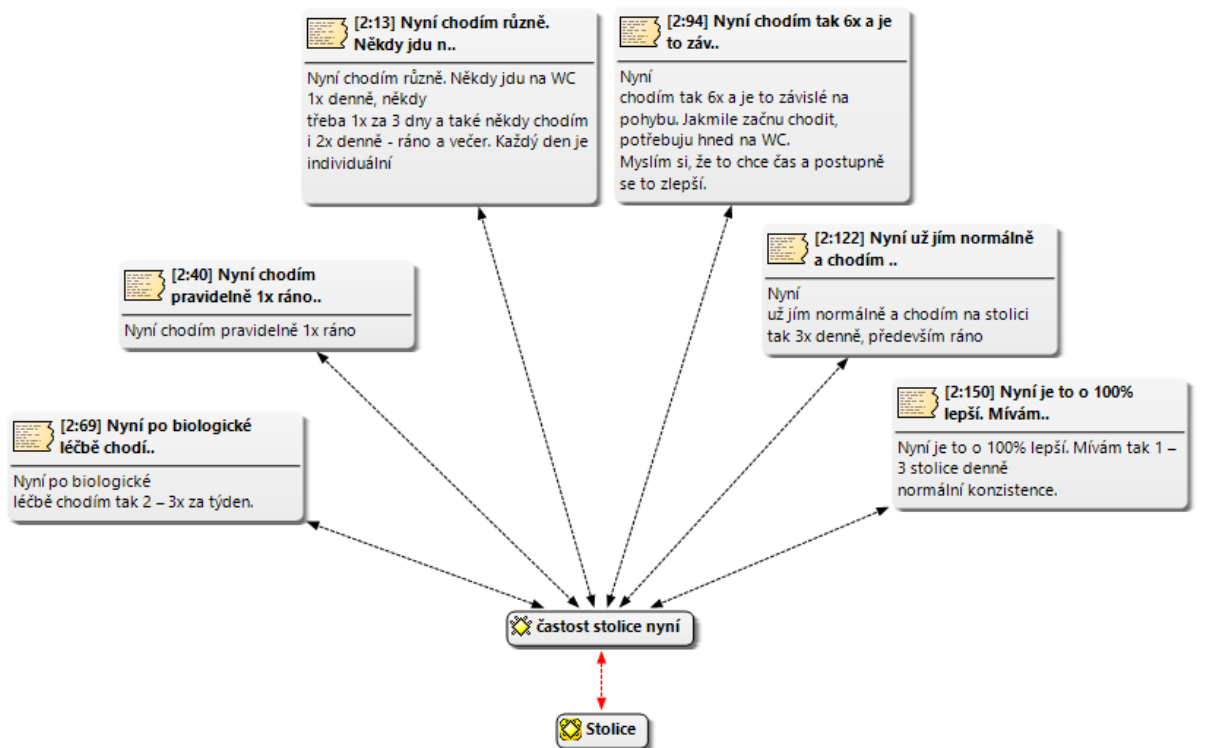 [2:13] Nyní chodím různě.
Někdy jdu n..
Nyní chodím různě. Někdy jdu na WC
1x denně, někdy
třeba 1x za 3 dny a také někdy chodím
i 2x denně - ráno a večer. Každý den je
individuální
[2:94] Nyní chodím tak 6x a je
to záv..
Nyní
chodím tak 6x a je to závislé na
pohybu. Jakmile začnu chodit,
potřebuju hned na WC.
Myslím si, že to chce čas a postupně
se to zlepší.
[2:40] Nyní chodím
pravidelně 1x ráno..
Nyní chodím pravidelně 1x ráno
[2:122] Nyní už jím normálně
a chodím ..
Nyní
už jím normálně a chodím na stolici
tak 3x denně, především ráno
[2:69] Nyní po biologické
léčbě chodí..
Nyní po biologické
léčbě chodím tak 2 – 3x za týden.
[2:150] Nyní je to o 100%
lepší. Mívám..
Nyní je to o 100% lepší. Mívám tak 1 –
3 stolice denně
normální konzistence.
častost stolice nyní
Stolice